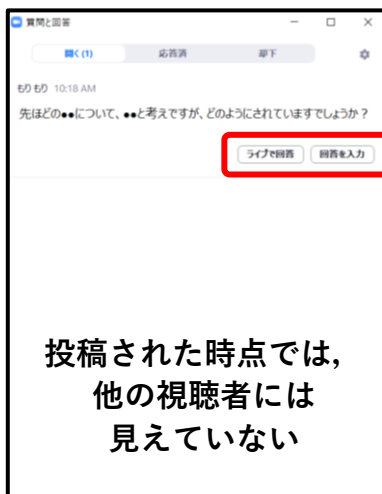 質問と回答
開く(1) 応答済 却下
もり もり 10:18 AM
先ほどの●●について、●●と考えですが、どのようにされていますでしょうか？
ライブで回答 回答を入力
投稿された時点では,
他の視聴者には
見えていない